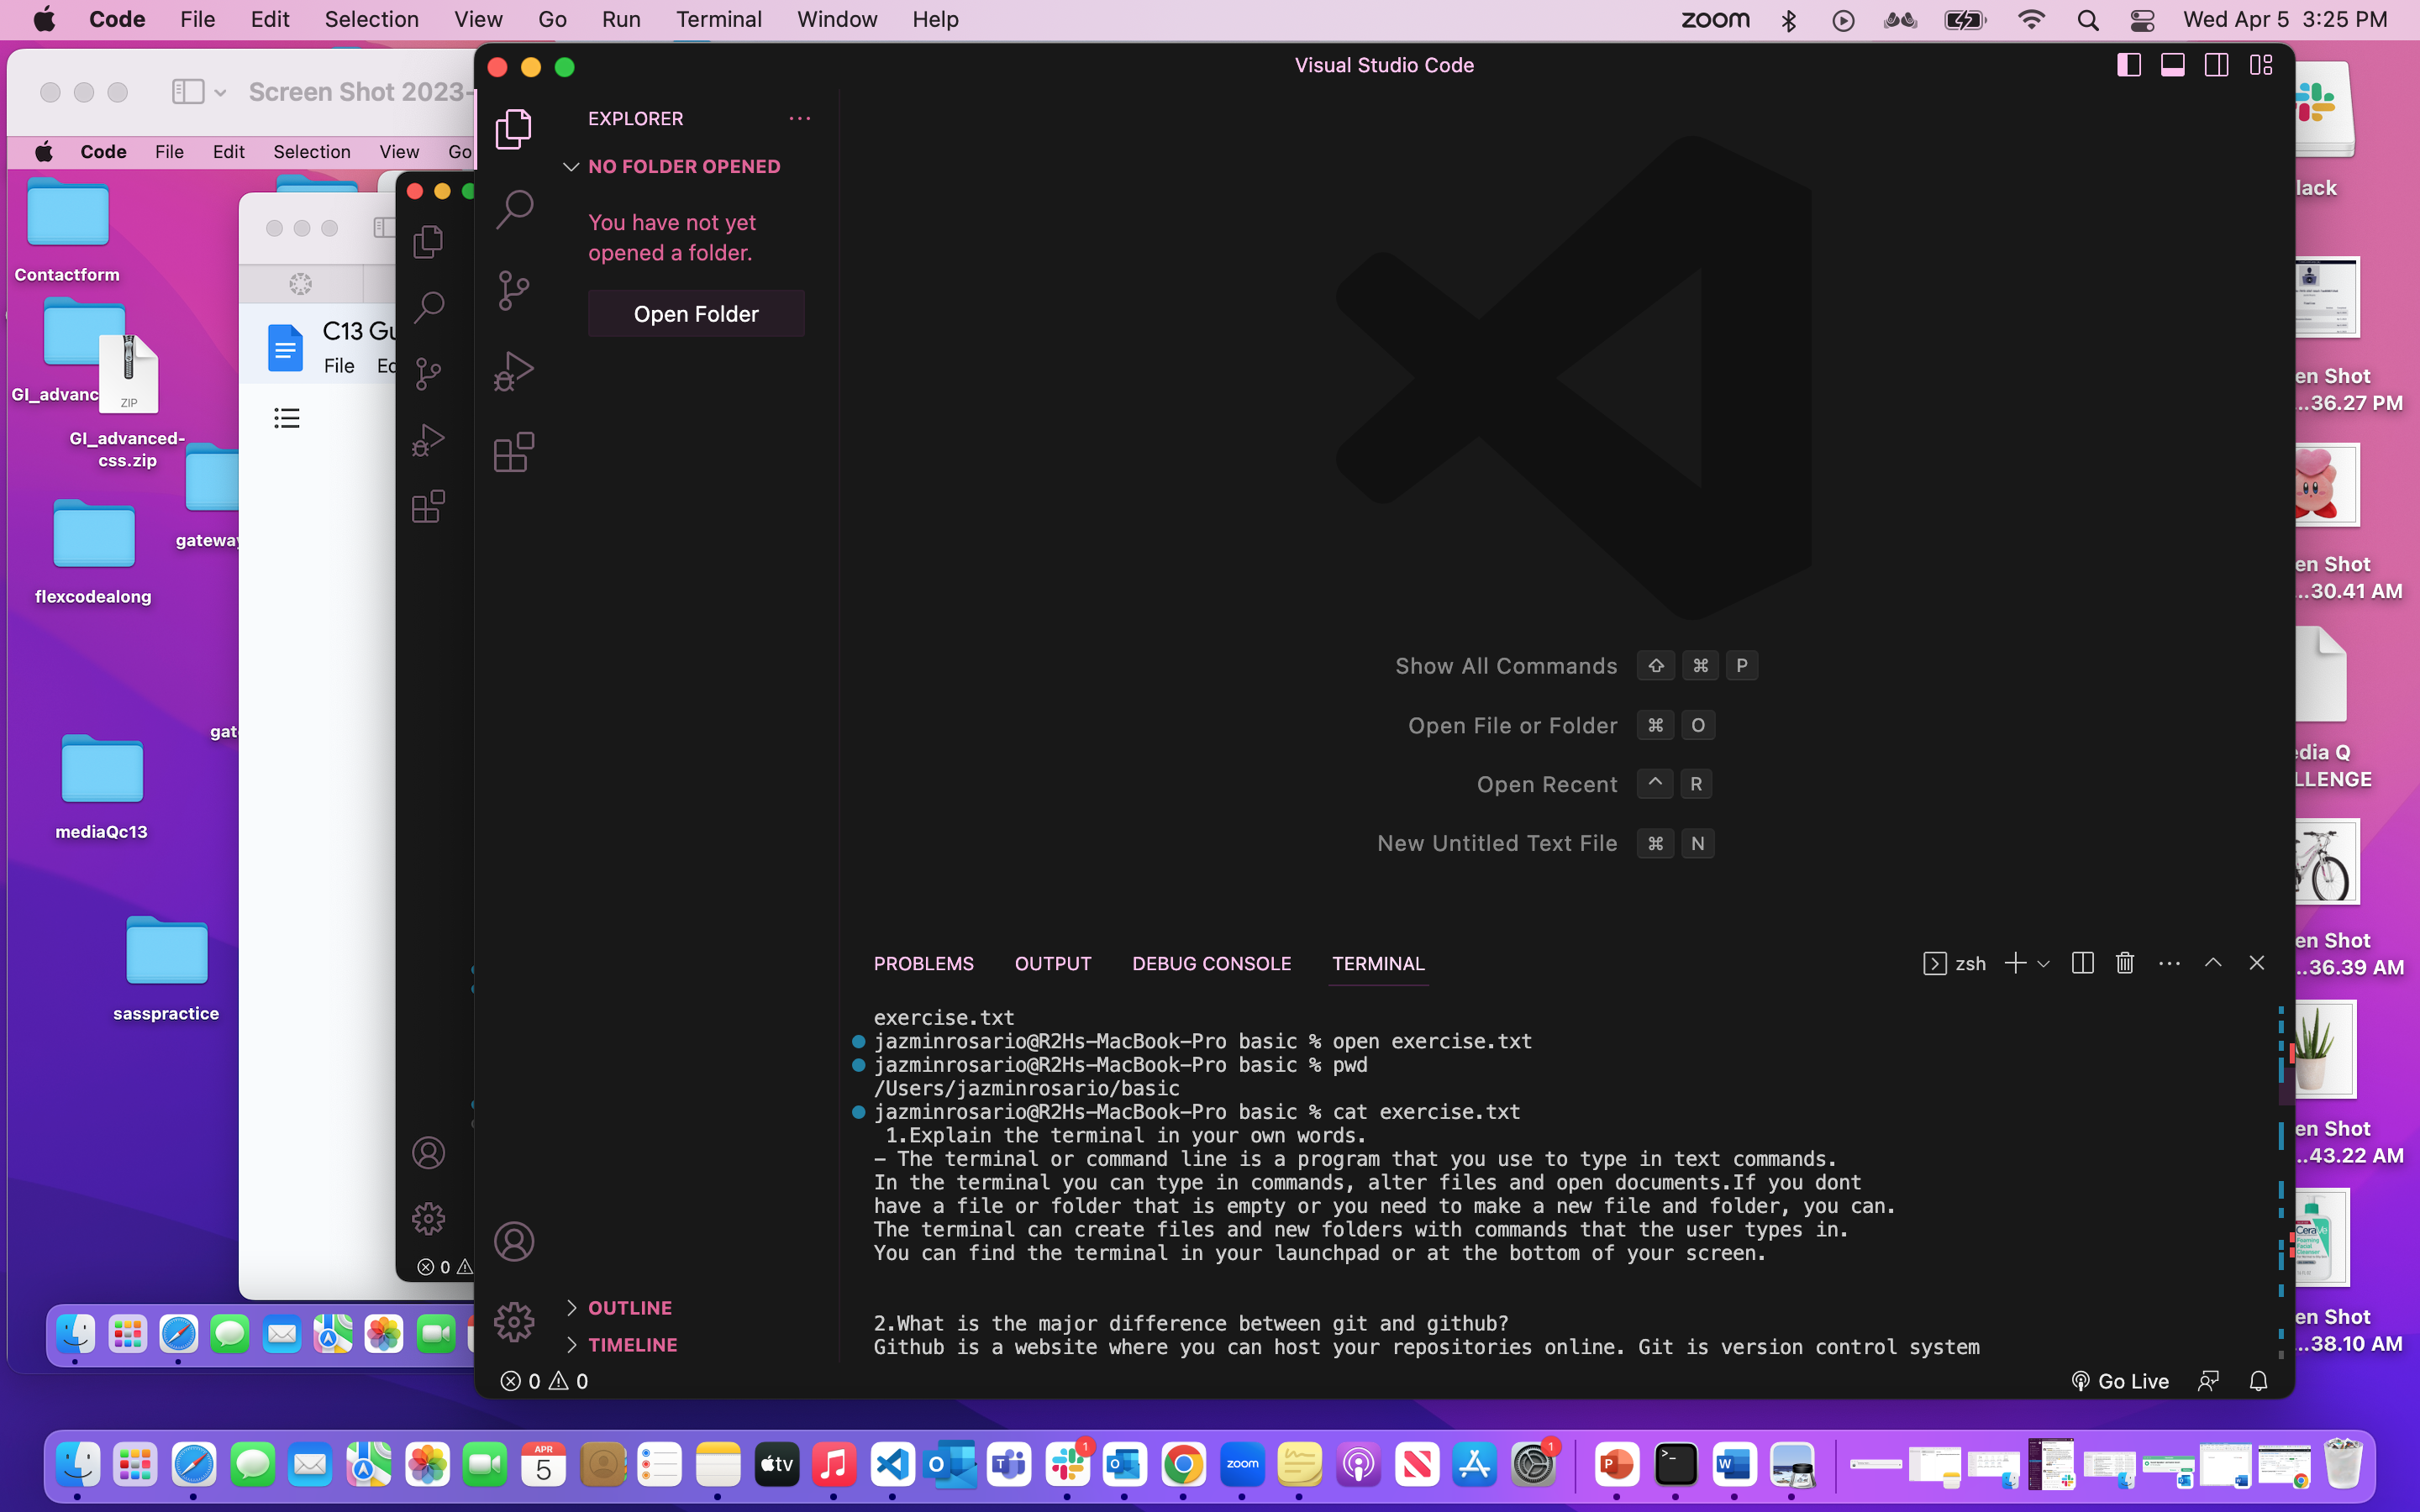 Code File Edit Selection View Go Run Terminal Window Help
zoom Wed Apr 5 3:25 PM
Screen Shot 2023-
Code File Edit Selection View Go
Contactform
GI_advanc
ZIP
GI_advanced-
css.zip
gateway
flexcodealong
gat
mediaQc13
sasspractice
C13 Gu
File Ed
0
Visual Studio Code
EXPLORER
NO FOLDER OPENED
You have not yet
opened a folder.
Open Folder
Show All Commands ⇧ ⌘ P
Open File or Folder ⌘ O
Open Recent ^ R
New Untitled Text File ⌘ N
PROBLEMS OUTPUT DEBUG CONSOLE TERMINAL
zsh
exercise.txt
jazminrosario@R2Hs-MacBook-Pro basic % open exercise.txt
jazminrosario@R2Hs-MacBook-Pro basic % pwd
/Users/jazminrosario/basic
jazminrosario@R2Hs-MacBook-Pro basic % cat exercise.txt
1.Explain the terminal in your own words.
– The terminal or command line is a program that you use to type in text commands.
In the terminal you can type in commands, alter files and open documents.If you dont
have a file or folder that is empty or you need to make a new file and folder, you can.
The terminal can create files and new folders with commands that the user types in.
You can find the terminal in your launchpad or at the bottom of your screen.
2.What is the major difference between git and github?
Github is a website where you can host your repositories online. Git is version control system
OUTLINE
TIMELINE
0 0
Go Live
lack
en Shot
...36.27 PM
en Shot
...30.41 AM
edia Q
LLENGE
en Shot
...36.39 AM
en Shot
...43.22 AM
en Shot
...38.10 AM
APR
5
tv
1
zoom
1